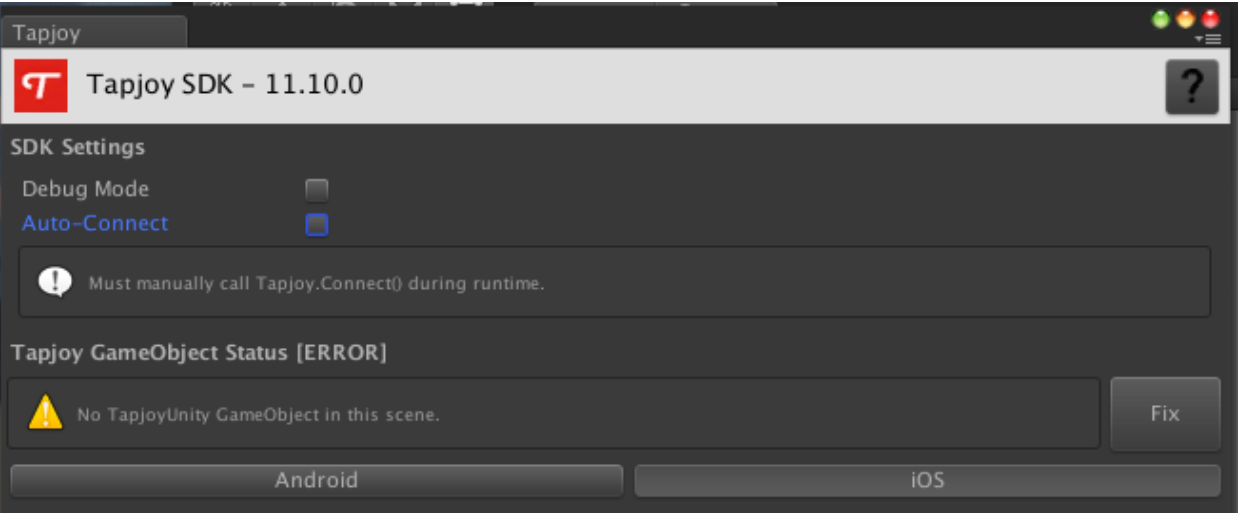 Tapjoy
Tapjoy SDK – 11.10.0
?
SDK Settings
Debug Mode
Auto-Connect
Must manually call Tapjoy.Connect() during runtime.
Tapjoy GameObject Status [ERROR]
No TapjoyUnity GameObject in this scene.
Fix
Android
iOS